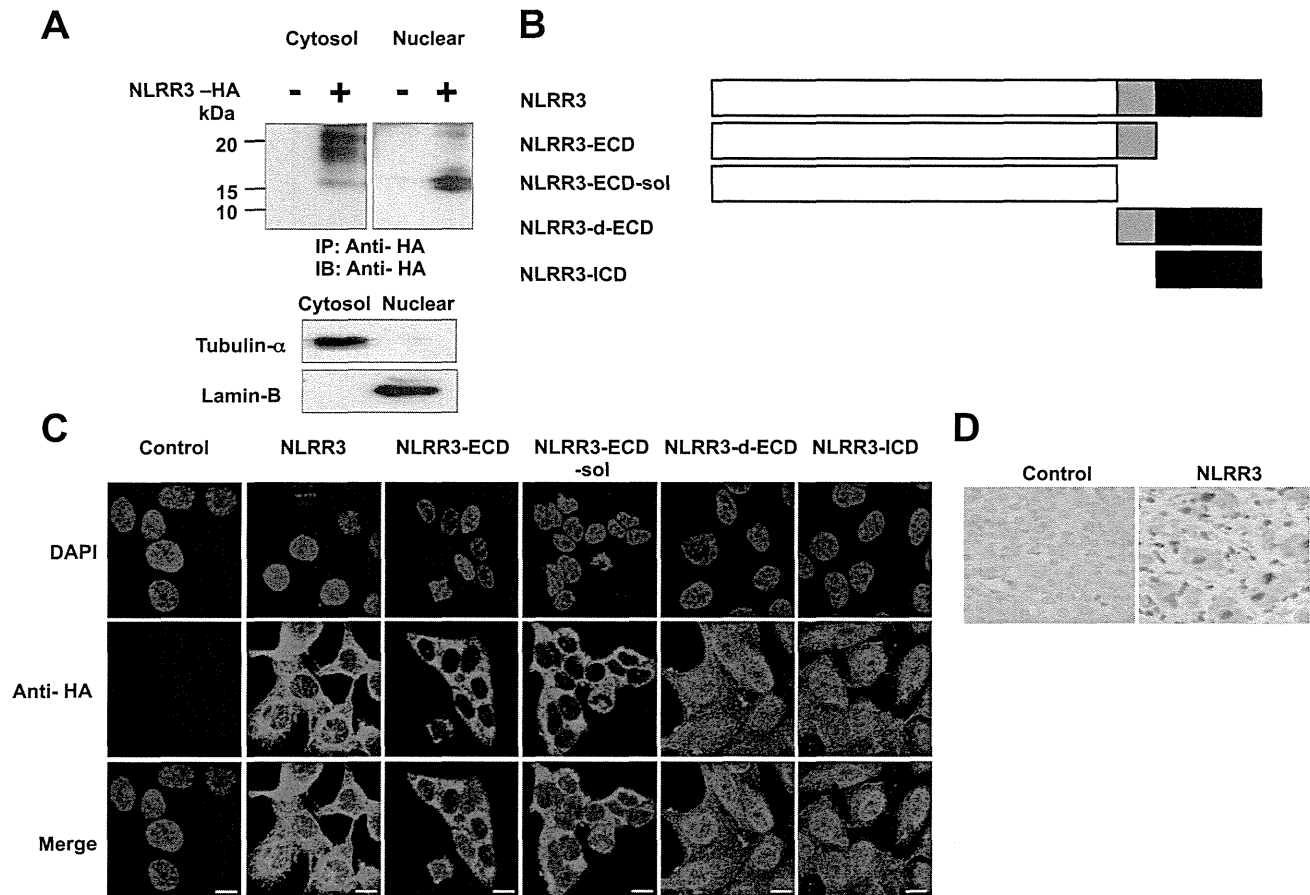 A
Cytosol Nuclear
NLRR3 –HA - + - +
kDa
20
15
10
IP: Anti- HA
IB: Anti- HA
Cytosol Nuclear
Tubulin-α
Lamin-B
B
NLRR3
NLRR3-ECD
NLRR3-ECD-sol
NLRR3-d-ECD
NLRR3-ICD
C
Control NLRR3 NLRR3-ECD NLRR3-ECD NLRR3-d-ECD NLRR3-ICD
-sol
DAPI
Anti- HA
Merge
D
Control NLRR3